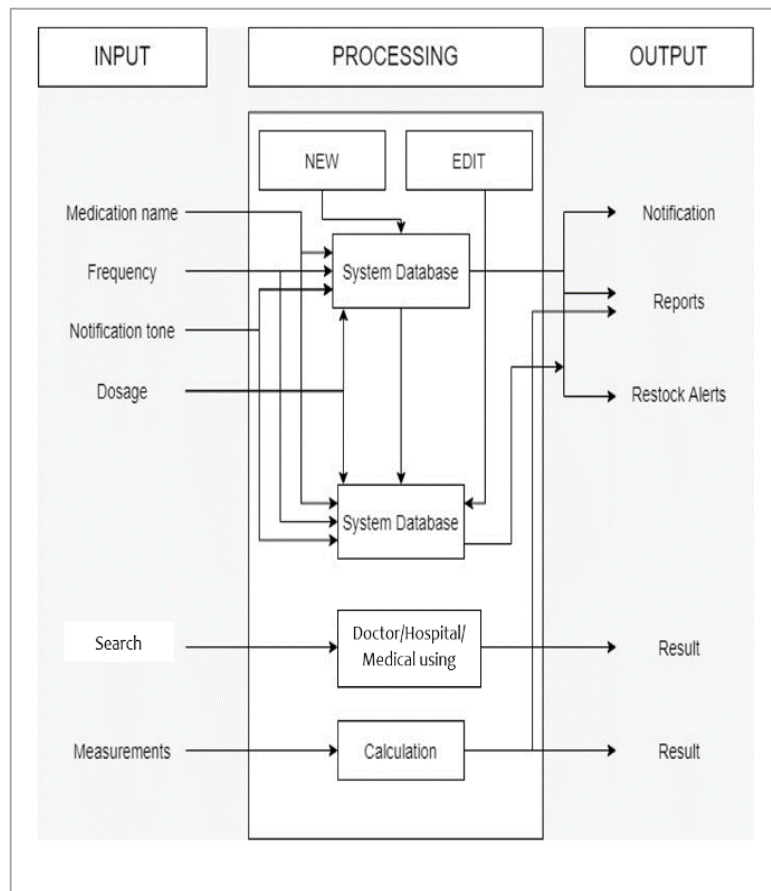 INPUT
PROCESSING
OUTPUT
NEW
EDIT
Medication name
Frequency
Notification tone
Dosage
System Database
Notification
Reports
Restock Alerts
System Database
Search
Doctor/Hospital/
Medical using
Result
Measurements
Calculation
Result